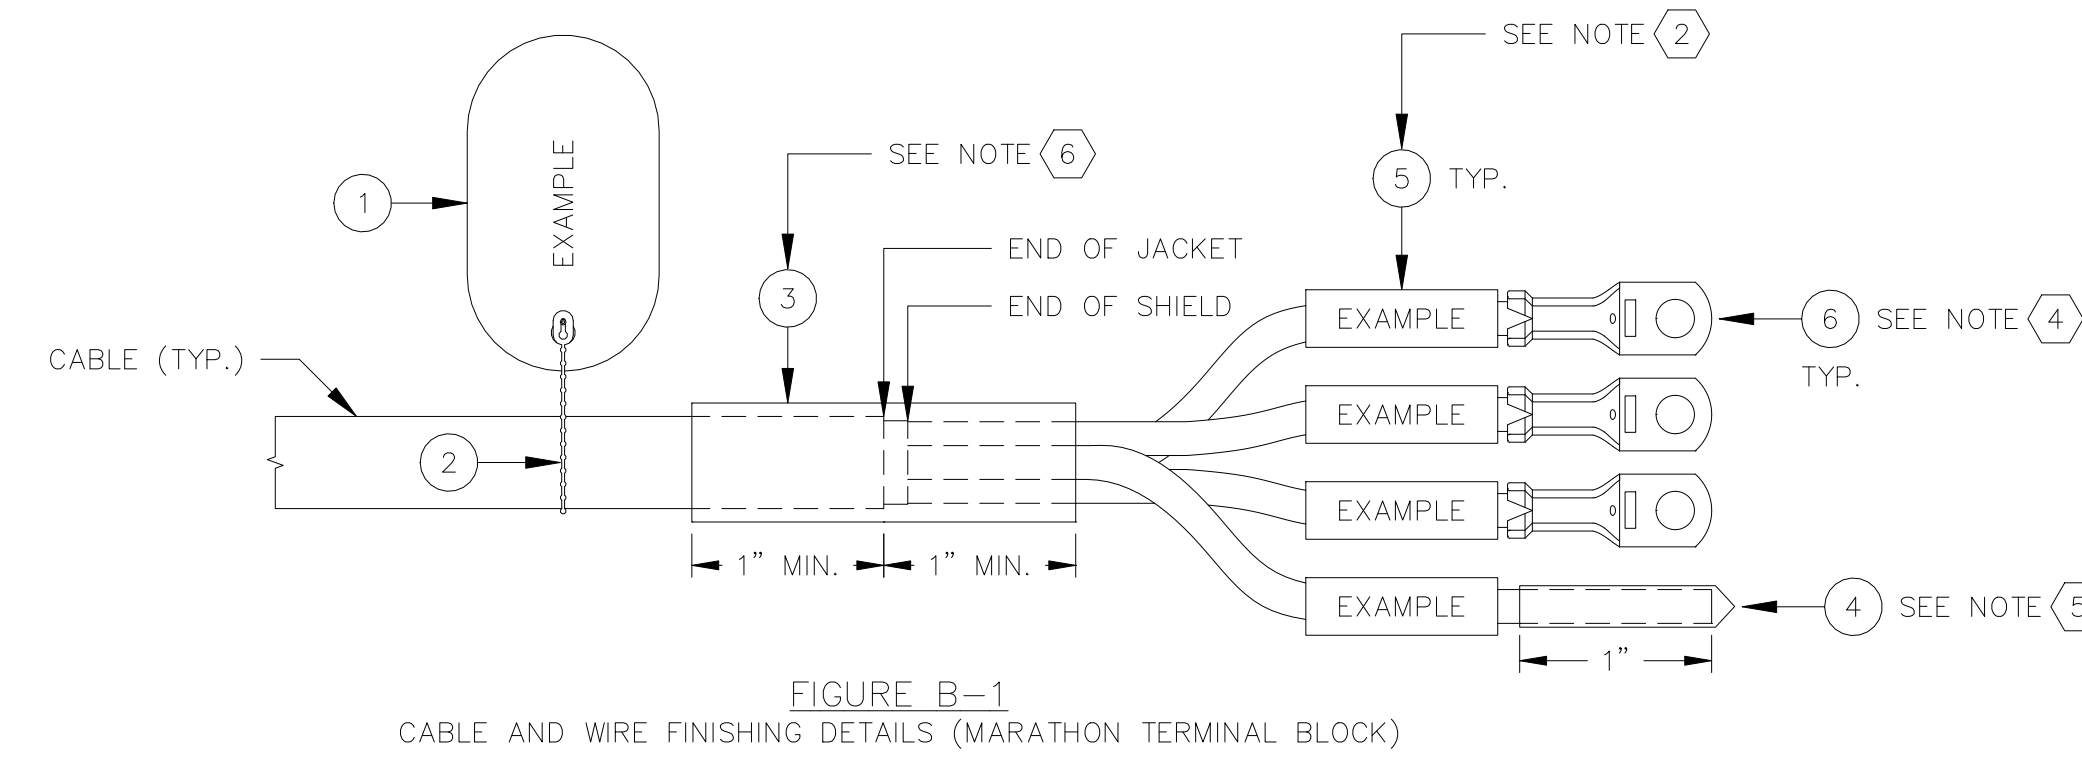 SEE NOTE 2
SEE NOTE 6
1
EXAMPLE
5 TYP.
END OF JACKET
3
END OF SHIELD
EXAMPLE
6 SEE NOTE 4
TYP.
CABLE (TYP.)
EXAMPLE
2
EXAMPLE
1” MIN. 1” MIN.
EXAMPLE
4 SEE NOTE 5
1”
FIGURE B-1
CABLE AND WIRE FINISHING DETAILS (MARATHON TERMINAL BLOCK)